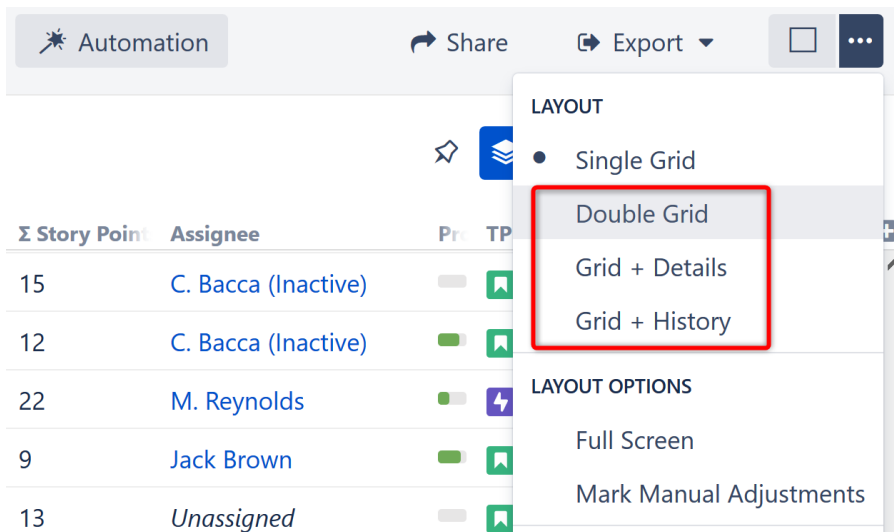 Automation
Share
Export
LAYOUT
Single Grid
Double Grid
Grid + Details
Grid + History
LAYOUT OPTIONS
Full Screen
Mark Manual Adjustments
Σ Story Point Assignee TP
15 C. Bacca (Inactive)
12 C. Bacca (Inactive)
22 M. Reynolds
9 Jack Brown
13 Unassigned